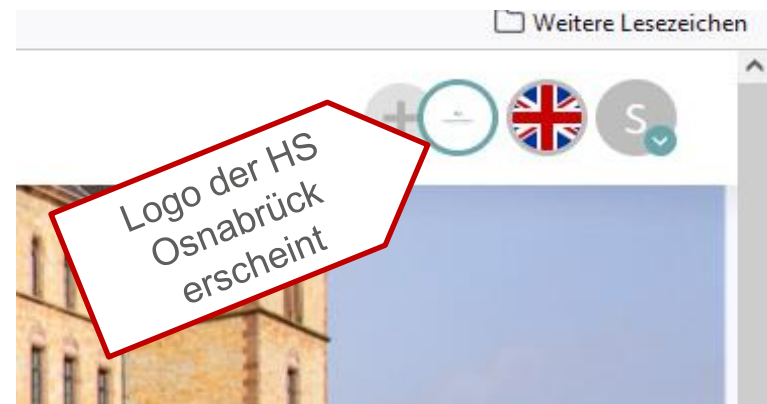 Weitere Lesezeichen
S
Logo der HS
Osnabrück
erscheint